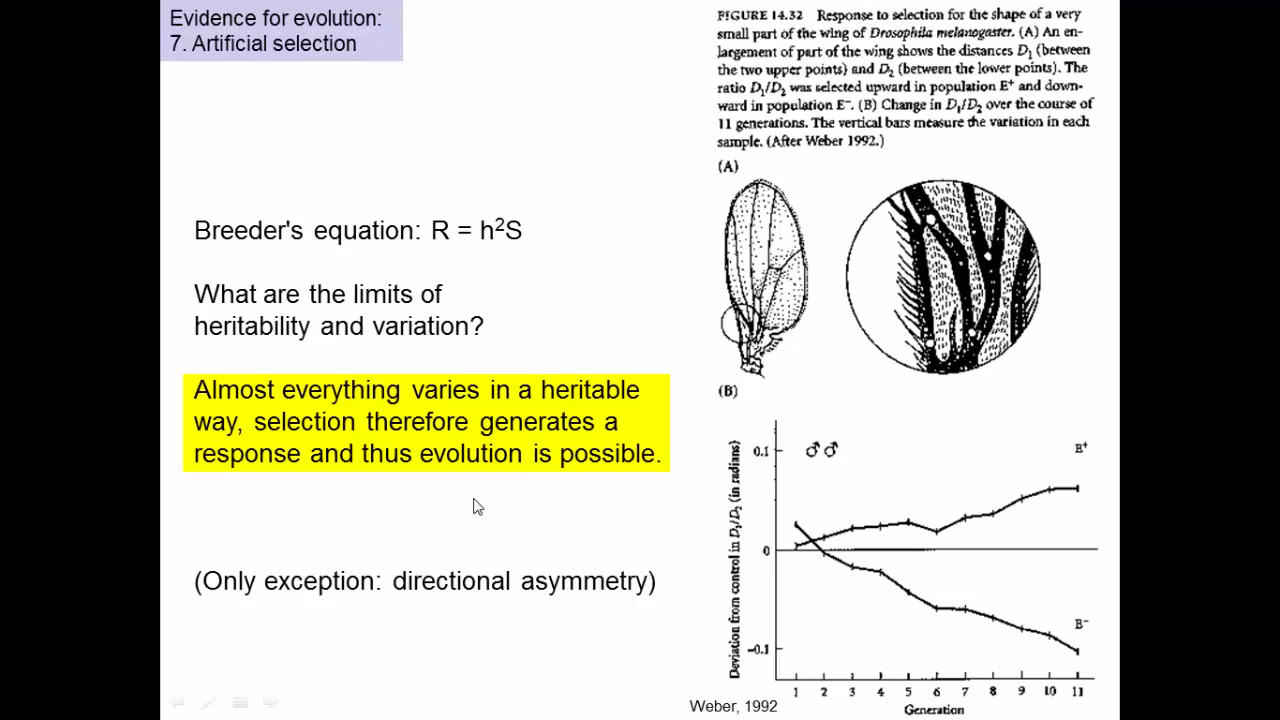 Evidence for evolution:
7. Artificial selection
Breeder's equation: R = h²S
What are the limits of
heritability and variation?
Almost everything varies in a heritable
way, selection therefore generates a
response and thus evolution is possible.
(Only exception: directional asymmetry)
FIGURE 14.32 Response to selection for the shape of a very
small part of the wing of Drosophila melanogaster. (A) An en-
largement of part of the wing shows the distances D₁ (between
the two upper points) and D₂ (between the lower points). The
ratio D₁/D₂ was selected upward in population E⁺ and down-
ward in population E⁻. (B) Change in D₁/D₂ over the course of
11 generations. The vertical bars measure the variation in each
sample. (After Weber 1992.)
(A)
(B)
Deviation from control in D₁/D₂ (in radians)
0.1
0
-0.1
♂♂
E⁺
B⁻
1 2 3 4 5 6 7 8 9 10 11
Generation
Weber, 1992